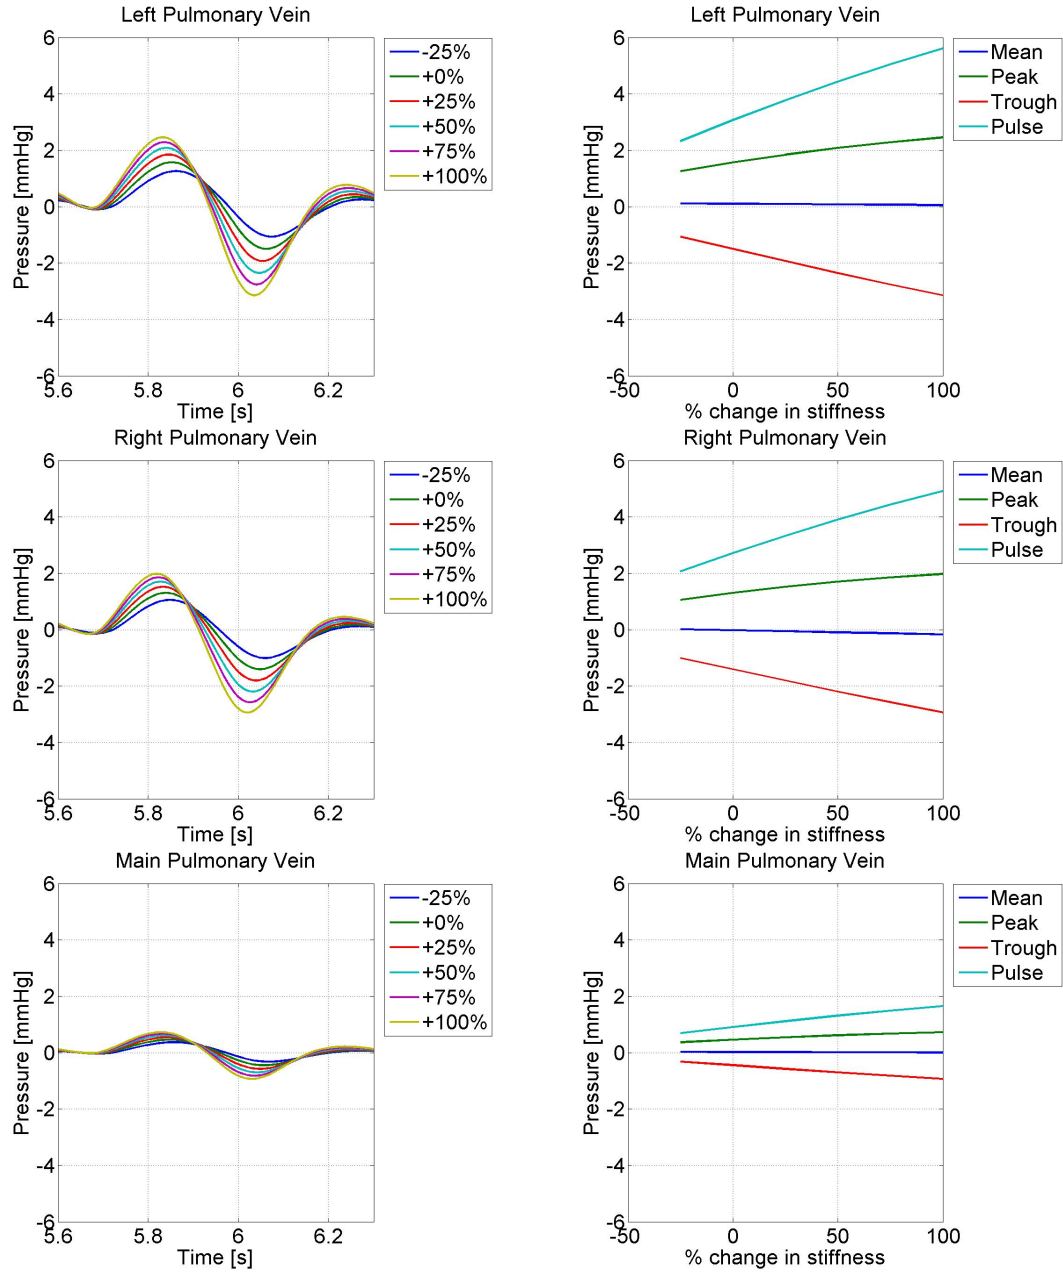 Left Pulmonary Vein
6
4
2
0
-2
-4
-6
5.6
5.8
6
6.2
Time [s]
Pressure [mmHg]
-25%
+0%
+25%
+50%
+75%
+100%
Left Pulmonary Vein
6
4
2
0
-2
-4
-6
-50
0
50
100
% change in stiffness
Pressure [mmHg]
Mean
Peak
Trough
Pulse
Right Pulmonary Vein
6
4
2
0
-2
-4
-6
5.6
5.8
6
6.2
Time [s]
Pressure [mmHg]
-25%
+0%
+25%
+50%
+75%
+100%
Right Pulmonary Vein
6
4
2
0
-2
-4
-6
-50
0
50
100
% change in stiffness
Pressure [mmHg]
Mean
Peak
Trough
Pulse
Main Pulmonary Vein
6
4
2
0
-2
-4
-6
5.6
5.8
6
6.2
Time [s]
Pressure [mmHg]
-25%
+0%
+25%
+50%
+75%
+100%
Main Pulmonary Vein
6
4
2
0
-2
-4
-6
-50
0
50
100
% change in stiffness
Pressure [mmHg]
Mean
Peak
Trough
Pulse